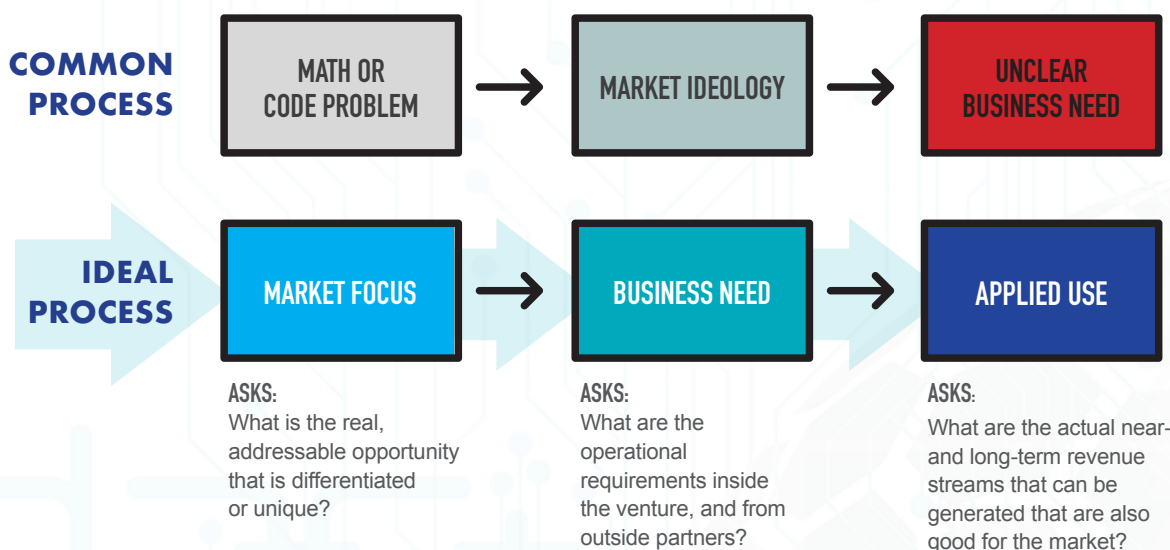 COMMON
PROCESS
MATH OR
CODE PROBLEM
MARKET IDEOLOGY
UNCLEAR
BUSINESS NEED
IDEAL
PROCESS
MARKET FOCUS
BUSINESS NEED
APPLIED USE
ASKS:
What is the real,
addressable opportunity
that is differentiated
or unique?
ASKS:
What are the
operational
requirements inside
the venture, and from
outside partners?
ASKS:
What are the actual near-
and long-term revenue
streams that can be
generated that are also
good for the market?